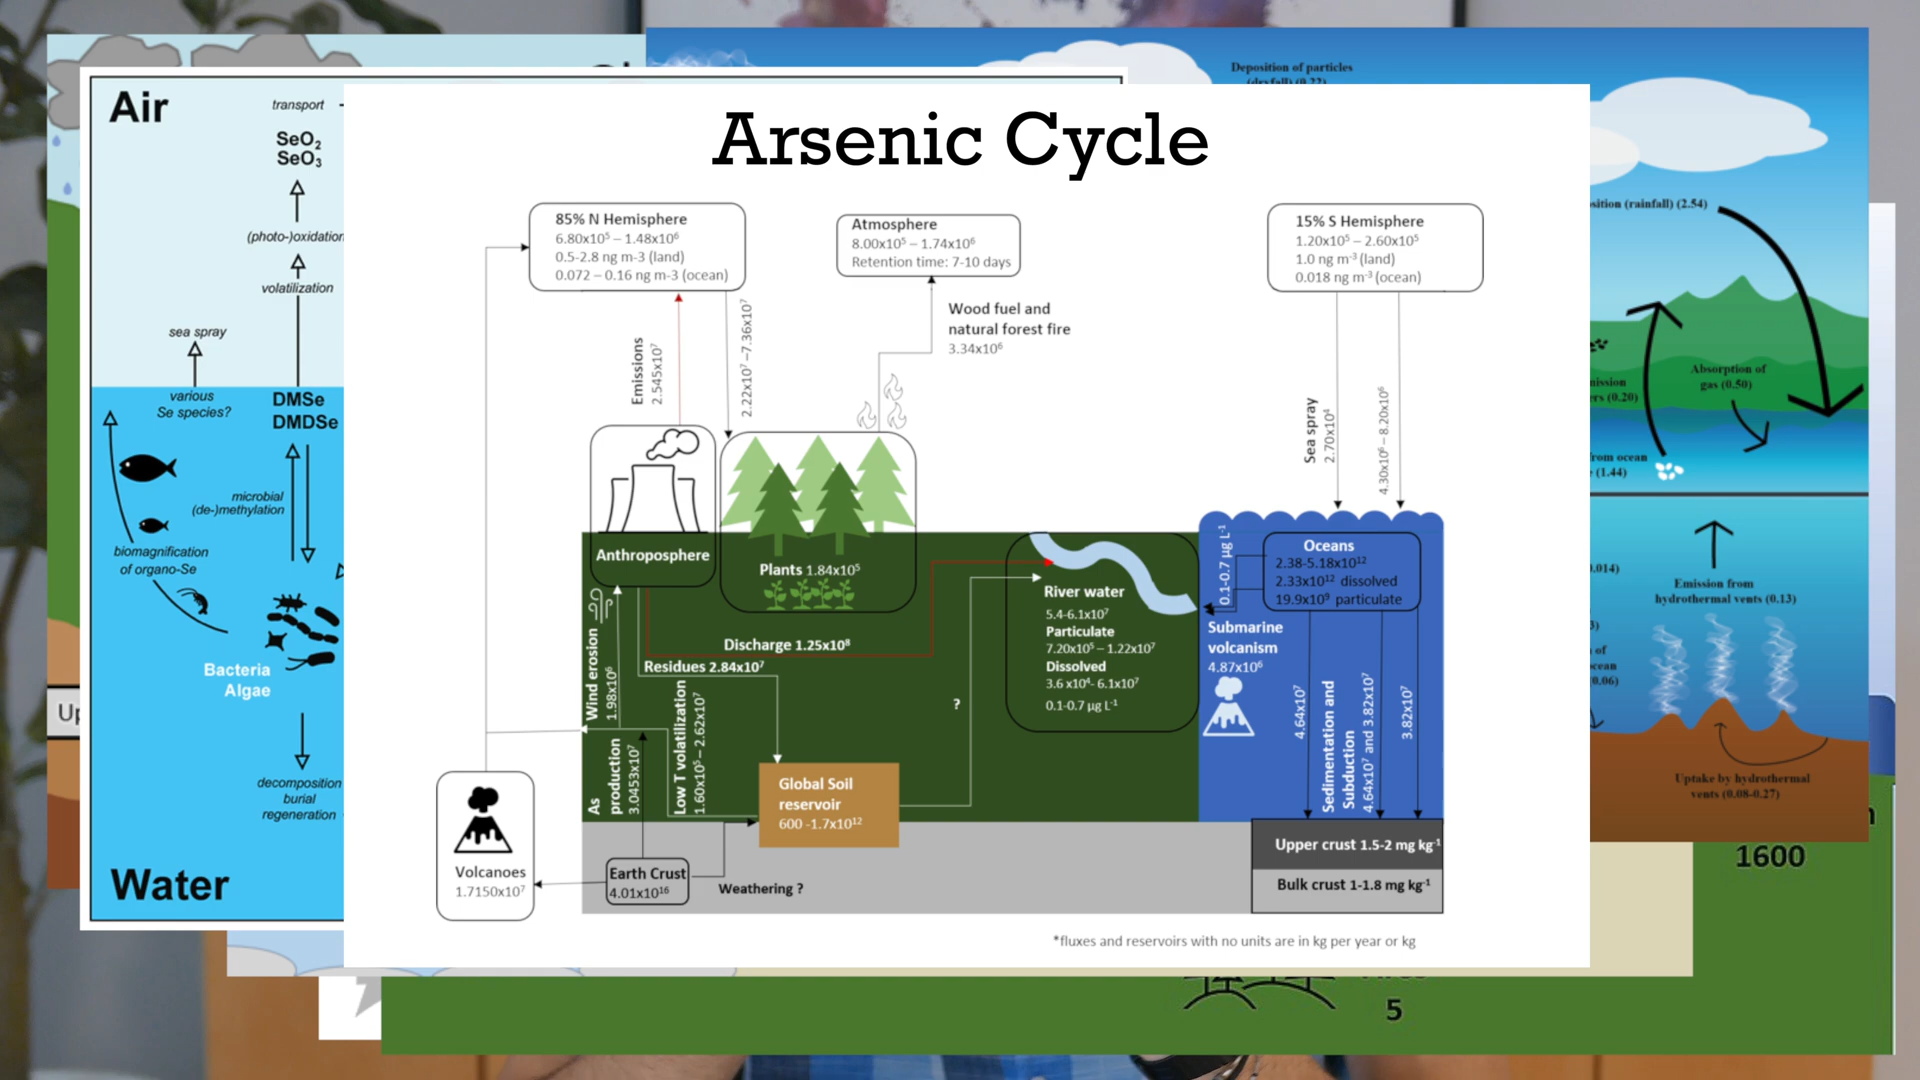 Air
transport
SeO₂
SeO₃
(photo-)oxidation
volatilization
sea spray
various
Se species?
DMSe
DMDSe
microbial
(de-)methylation
biomagnification
of organo-Se
Bacteria
Algae
decomposition
burial
regeneration
Water
Arsenic Cycle
85% N Hemisphere
6.80x10⁵ – 1.48x10⁶
0.5-2.8 ng m-3 (land)
0.072 – 0.16 ng m-3 (ocean)
Atmosphere
8.00x10⁵ – 1.74x10⁶
Retention time: 7-10 days
15% S Hemisphere
1.20x10⁵ – 2.60x10⁵
1.0 ng m⁻³ (land)
0.018 ng m⁻³ (ocean)
Wood fuel and
natural forest fire
3.34x10⁶
Emissions
2.545x10⁷
2.22x10⁷ –7.36x10⁷
Sea spray
2.70x10⁴
4.30x10⁶ – 8.20x10⁶
Anthroposphere
Plants 1.84x10⁵
River water
5.4-6.1x10⁷
Particulate
7.20x10⁵ – 1.22x10⁷
Dissolved
3.6 x10⁴- 6.1x10⁷
0.1-0.7 µg L⁻¹
0.1-0.7 µg L⁻¹
Oceans
2.38-5.18x10¹²
2.33x10¹² dissolved
19.9x10⁹ particulate
Submarine
volcanism
4.87x10⁶
Discharge 1.25x10⁸
Residues 2.84x10⁷
Wind erosion
1.98x10⁶
As
production
3.0453x10⁷
Low T volatilization
1.60x10⁵ – 2.62x10⁷
?
4.64x10⁷
Sedimentation and
Subduction
4.64x10⁷ and 3.82x10⁷
3.82x10⁷
Global Soil
reservoir
600 -1.7x10¹²
Volcanoes
1.7150x10⁷
Earth Crust
4.01x10¹⁶
Weathering ?
Upper crust 1.5-2 mg kg⁻¹
Bulk crust 1-1.8 mg kg⁻¹
*fluxes and reservoirs with no units are in kg per year or kg
Deposition of particles
(rainfall) (2.54)
Absorption of
gas (0.50)
(0.20)
ocean
(1.44)
Emission from
hydrothermal vents (0.13)
of
(0.06)
Uptake by hydrothermal
vents (0.08-0.27)
1600
5